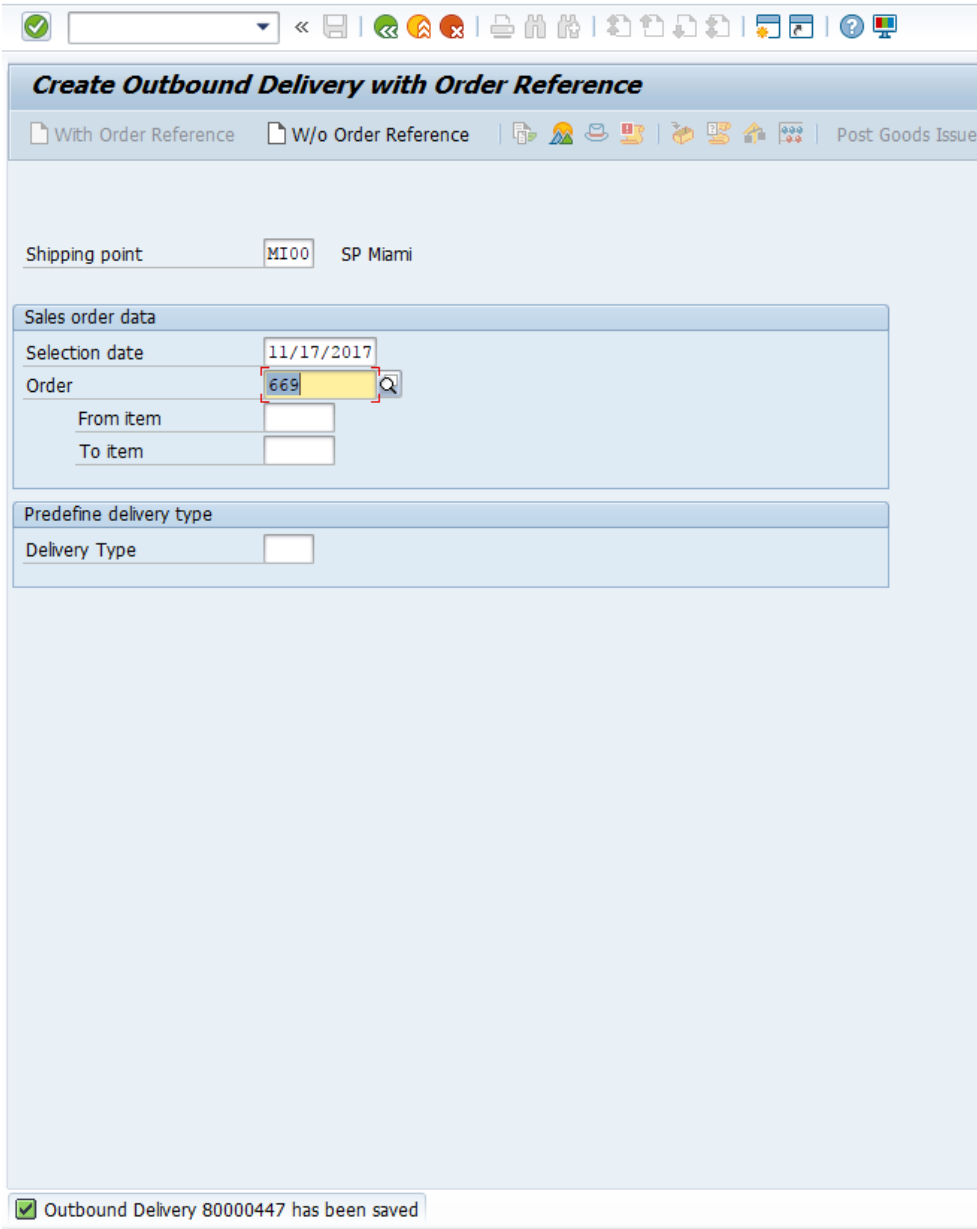 Create Outbound Delivery with Order Reference
With Order Reference W/o Order Reference Post Goods Issue
Shipping point MI00 SP Miami
Sales order data
Selection date 11/17/2017
Order 669
From item
To item
Predefine delivery type
Delivery Type
Outbound Delivery 80000447 has been saved